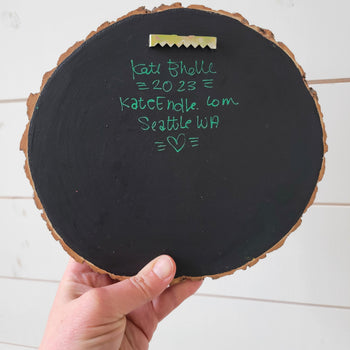 Kate Endle
= 2023 =
KateEndle.com
Seattle WA